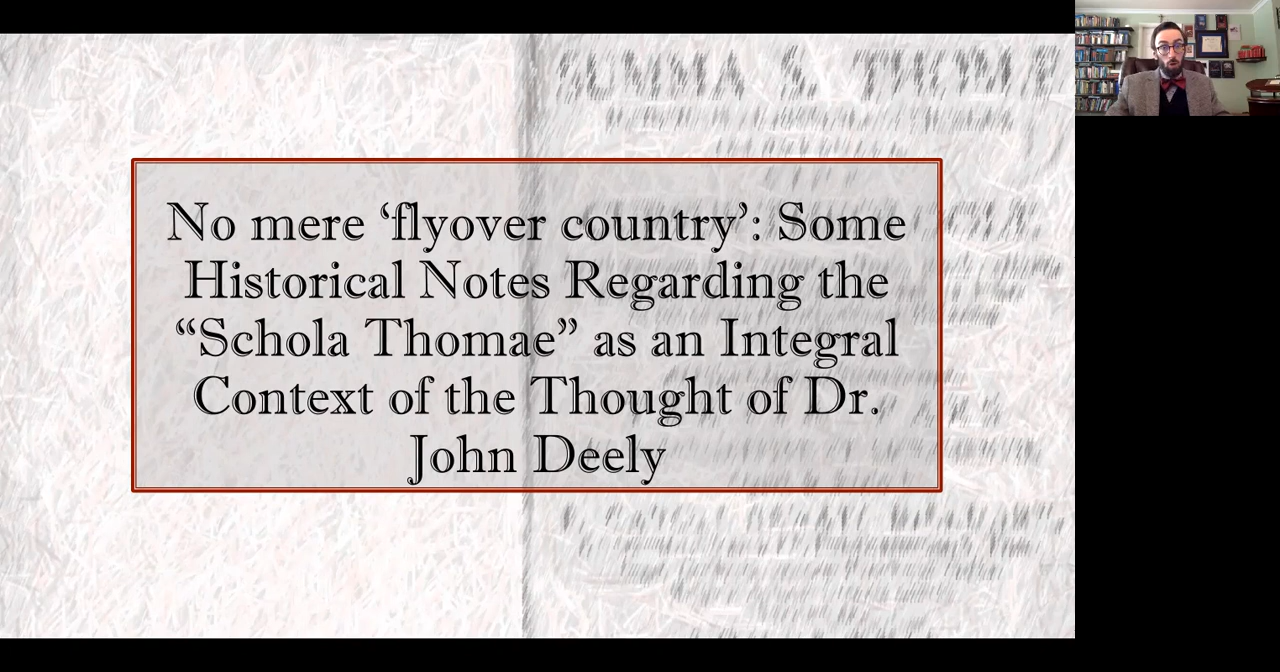 No mere ‘flyover country’: Some
Historical Notes Regarding the
“Schola Thomae” as an Integral
Context of the Thought of Dr.
John Deely